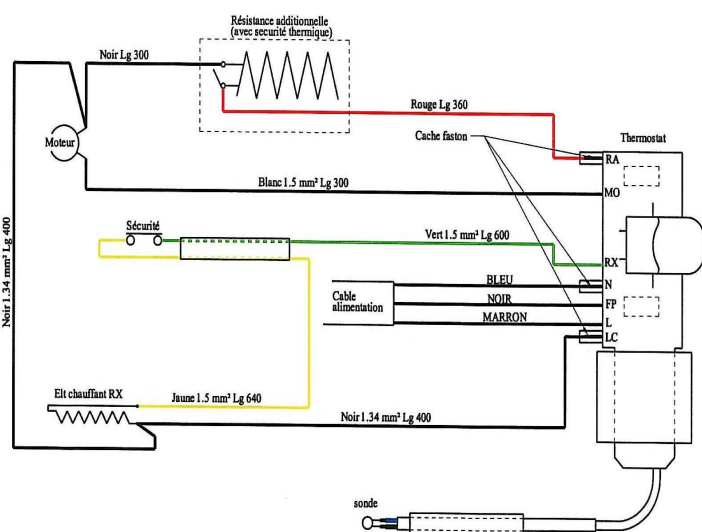 Résistance additionnelle
(avec securité thermique)
Noir Lg 300
Rouge Lg 360
Moteur
Cache faston
Thermostat
RA
Blanc 1.5 mm² Lg 300
MO
Sécurité
Vert 1.5 mm² Lg 600
RX
Noir 1.34 mm² Lg 400
BLEU
N
Cable
alimentation
NOIR
FP
MARRON
L
LC
Elt chauffant RX
Jaune 1.5 mm² Lg 640
Noir 1.34 mm² Lg 400
sonde